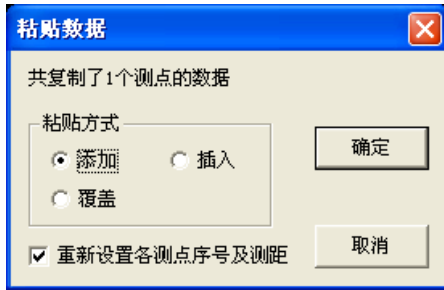 粘贴数据
共复制了1个测点的数据
粘贴方式
添加 插入
覆盖
确定
重新设置各测点序号及测距
取消